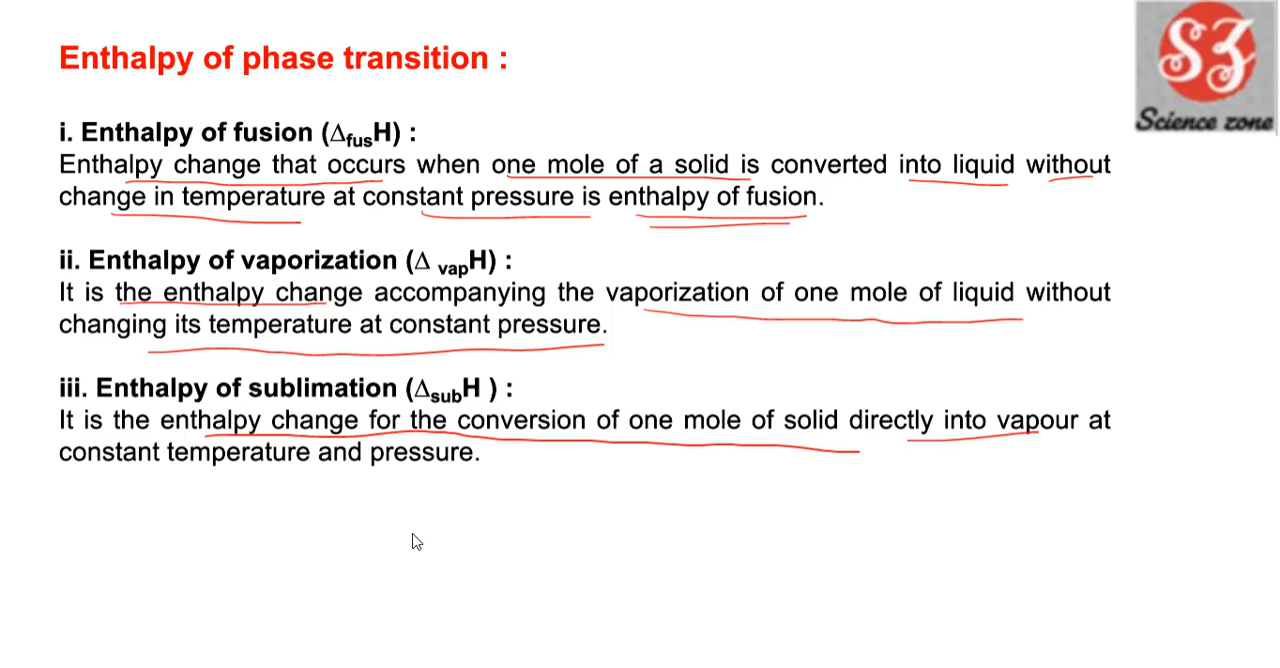 Enthalpy of phase transition :
SZ
Science zone
i. Enthalpy of fusion (ΔfusH) :
Enthalpy change that occurs when one mole of a solid is converted into liquid without
change in temperature at constant pressure is enthalpy of fusion.
ii. Enthalpy of vaporization (Δ vapH) :
It is the enthalpy change accompanying the vaporization of one mole of liquid without
changing its temperature at constant pressure.
iii. Enthalpy of sublimation (ΔsubH ) :
It is the enthalpy change for the conversion of one mole of solid directly into vapour at
constant temperature and pressure.